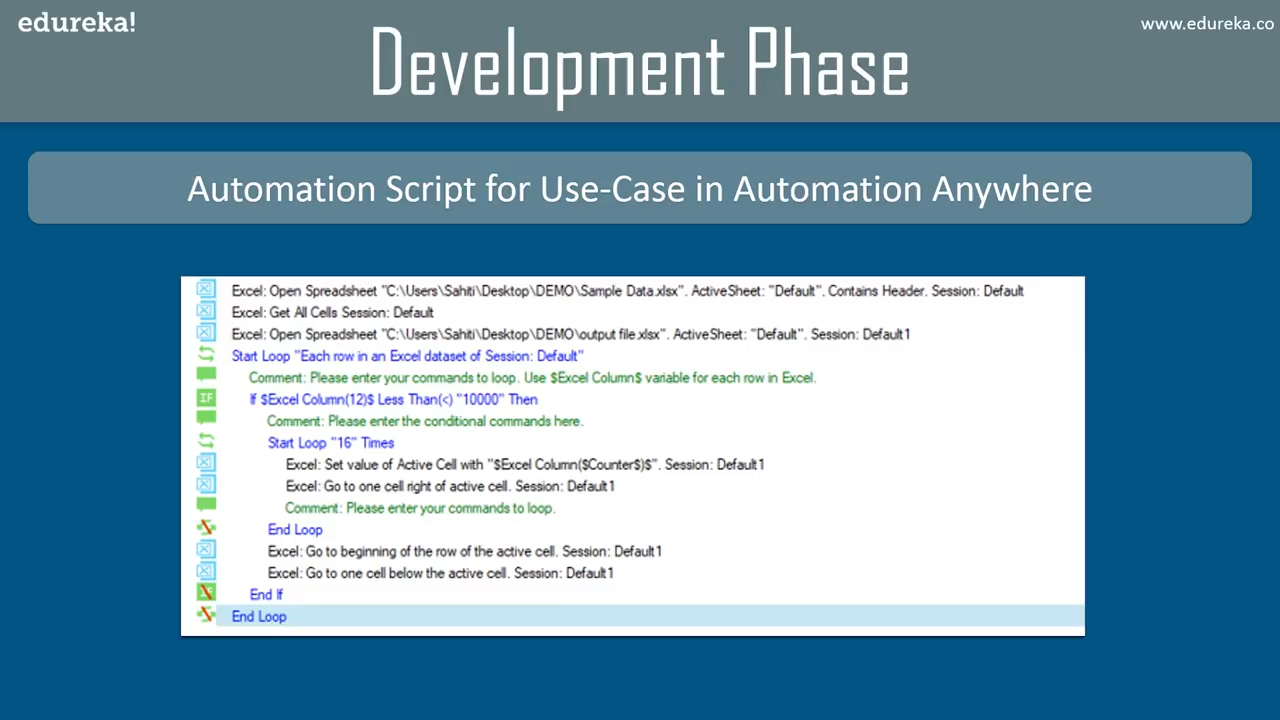 edureka!
www.edureka.co
Development Phase
Automation Script for Use-Case in Automation Anywhere
Excel: Open Spreadsheet "C:\Users\Sahiti\Desktop\DEMO\Sample Data.xlsx". ActiveSheet: "Default". Contains Header. Session: Default
Excel: Get All Cells Session: Default
Excel: Open Spreadsheet "C:\Users\Sahiti\Desktop\DEMO\output file.xlsx". ActiveSheet: "Default". Session: Default1
Start Loop "Each row in an Excel dataset of Session: Default"
Comment: Please enter your commands to loop. Use $Excel Column$ variable for each row in Excel.
IF
If $Excel Column(12)$ Less Than(<) "10000" Then
Comment: Please enter the conditional commands here.
Start Loop "16" Times
Excel: Set value of Active Cell with "$Excel Column($Counter$)$". Session: Default1
Excel: Go to one cell right of active cell. Session: Default1
Comment: Please enter your commands to loop.
End Loop
Excel: Go to beginning of the row of the active cell. Session: Default1
Excel: Go to one cell below the active cell. Session: Default1
End If
End Loop